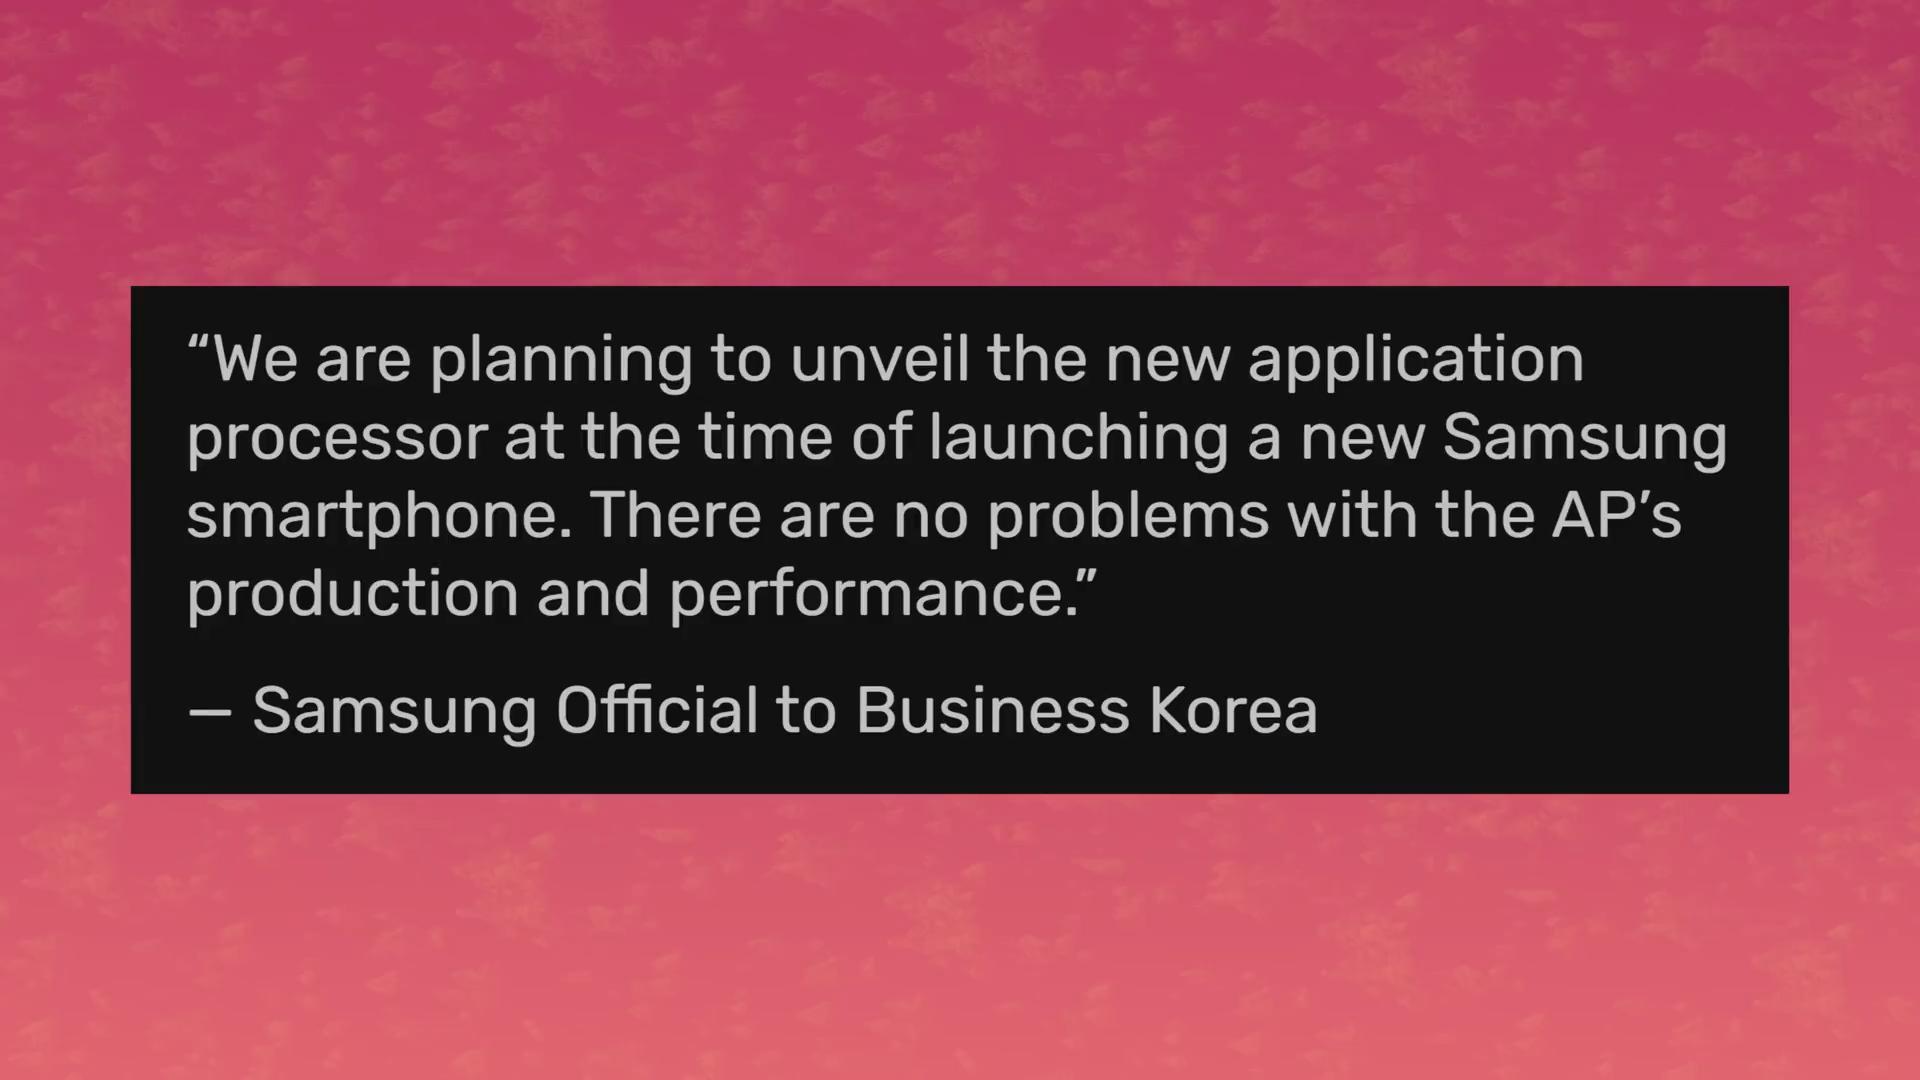 “We are planning to unveil the new application
processor at the time of launching a new Samsung
smartphone. There are no problems with the AP’s
production and performance.”
— Samsung Official to Business Korea